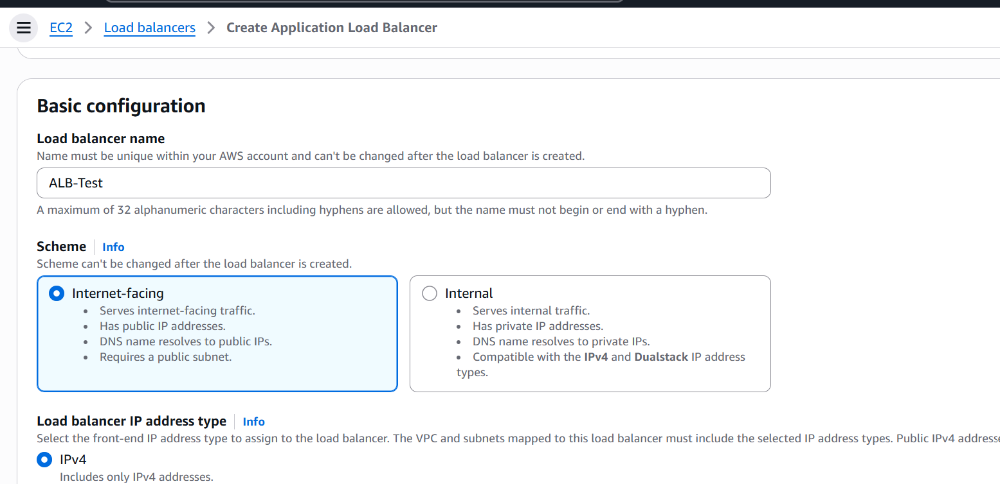 EC2 > Load balancers > Create Application Load Balancer
Basic configuration
Load balancer name
Name must be unique within your AWS account and can't be changed after the load balancer is created.
ALB-Test
A maximum of 32 alphanumeric characters including hyphens are allowed, but the name must not begin or end with a hyphen.
Scheme | Info
Scheme can't be changed after the load balancer is created.
Internet-facing
• Serves internet-facing traffic.
• Has public IP addresses.
• DNS name resolves to public IPs.
• Requires a public subnet.
Internal
• Serves internal traffic.
• Has private IP addresses.
• DNS name resolves to private IPs.
• Compatible with the IPv4 and Dualstack IP address
types.
Load balancer IP address type | Info
Select the front-end IP address type to assign to the load balancer. The VPC and subnets mapped to this load balancer must include the selected IP address types. Public IPv4
IPv4
Includes only IPv4 addresses.